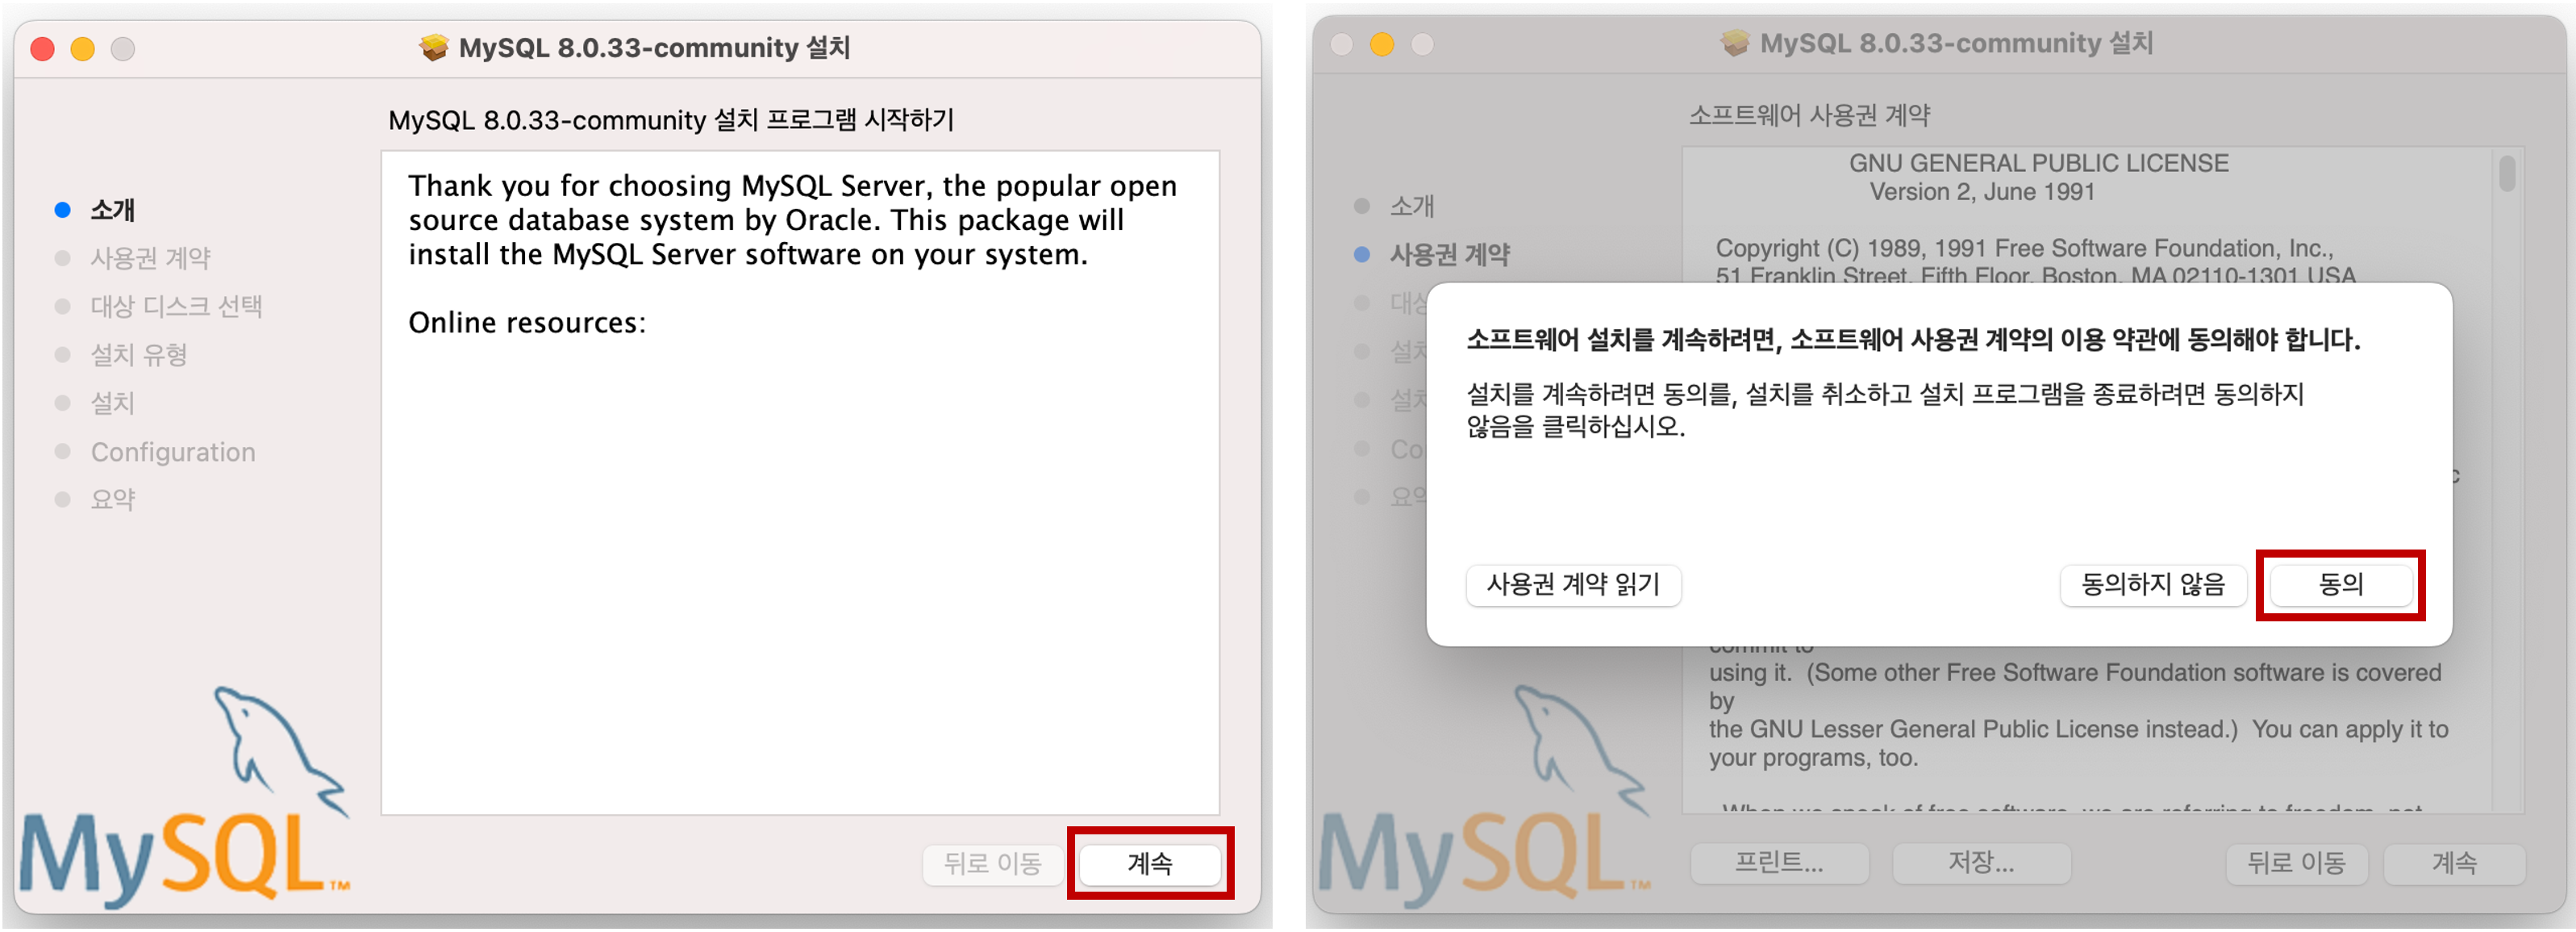 MySQL 8.0.33-community 설치
MySQL 8.0.33-community 설치 프로그램 시작하기
소개
사용권 계약
대상 디스크 선택
설치 유형
설치
Configuration
요약
Thank you for choosing MySQL Server, the popular open
source database system by Oracle. This package will
install the MySQL Server software on your system.
Online resources:
MySQL™
뒤로 이동
계속
MySQL 8.0.33-community 설치
소프트웨어 사용권 계약
소개
사용권 계약
GNU GENERAL PUBLIC LICENSE
Version 2, June 1991
Copyright (C) 1989, 1991 Free Software Foundation, Inc.,
51 Franklin Street, Fifth Floor, Boston, MA 02110-1301 USA
소프트웨어 설치를 계속하려면, 소프트웨어 사용권 계약의 이용 약관에 동의해야 합니다.
설치를 계속하려면 동의를, 설치를 취소하고 설치 프로그램을 종료하려면 동의하지
않음을 클릭하십시오.
사용권 계약 읽기
동의하지 않음
동의
commit to
using it. (Some other Free Software Foundation software is covered
by
the GNU Lesser General Public License instead.) You can apply it to
your programs, too.
When we speak of free software, we are referring to freedom, not
MySQL™
프린트...
저장...
뒤로 이동
계속